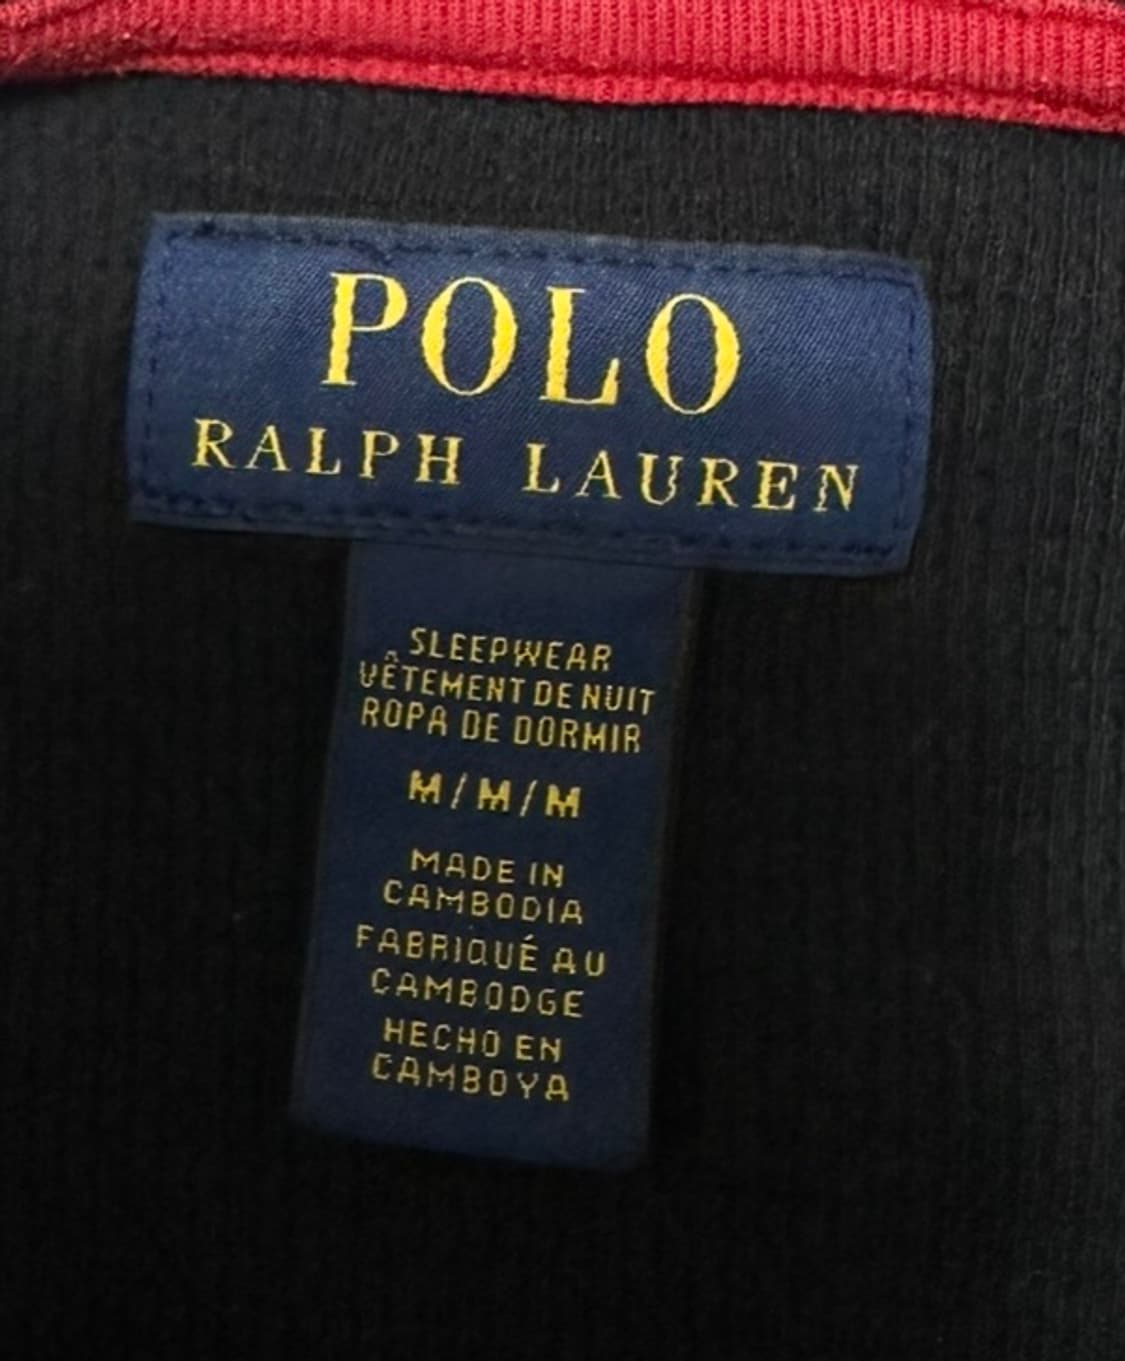 POLO
RALPH LAUREN
SLEEPWEAR
VÊTEMENT DE NUIT
ROPA DE DORMIR
M/M/M
MADE IN
CAMBODIA
FABRIQUÉ AU
CAMBODGE
HECHO EN
CAMBOYA